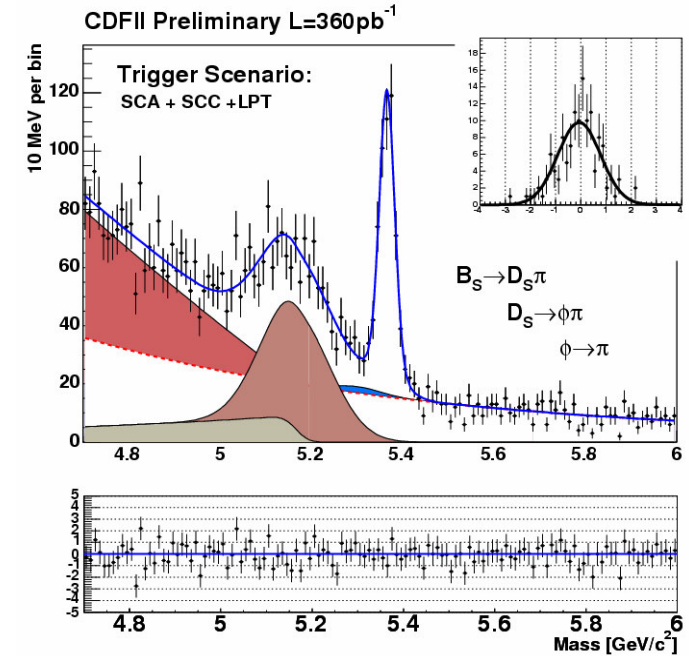 CDFII Preliminary L=360pb-1
10 MeV per bin
Trigger Scenario:
SCA + SCC +LPT
120
100
80
60
40
20
0
4.8 5 5.2 5.4 5.6 5.8 6
18
16
14
12
10
8
6
4
2
0
-4 -3 -2 -1 0 1 2 3 4
BS→DSπ
DS→φπ
φ→π
5
4
3
2
1
0
-1
-2
-3
-4
-5
4.8 5 5.2 5.4 5.6 5.8 6
Mass [GeV/c2]